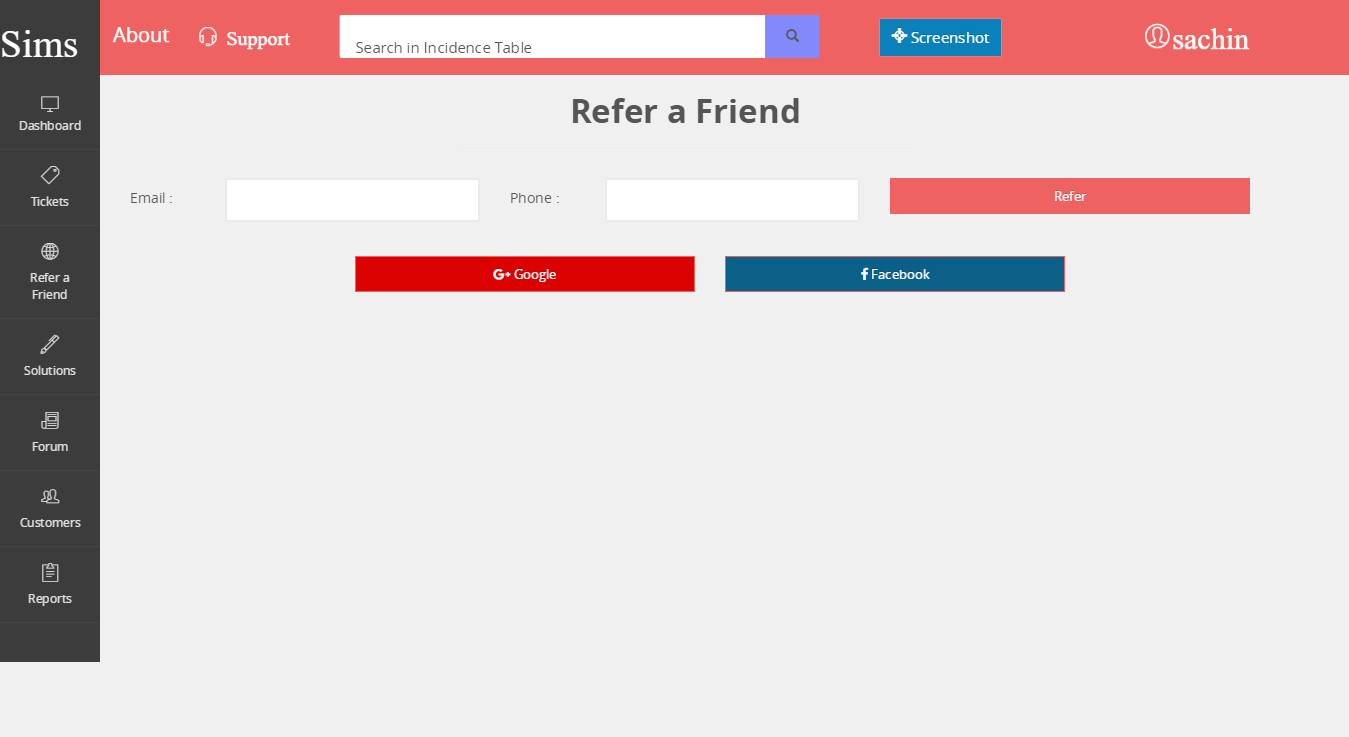 Sims
About
Support
Search in Incidence Table
Screenshot
sachin
Dashboard
Tickets
Refer a
Friend
Solutions
Forum
Customers
Reports
Refer a Friend
Email :
Phone :
Refer
Google
Facebook